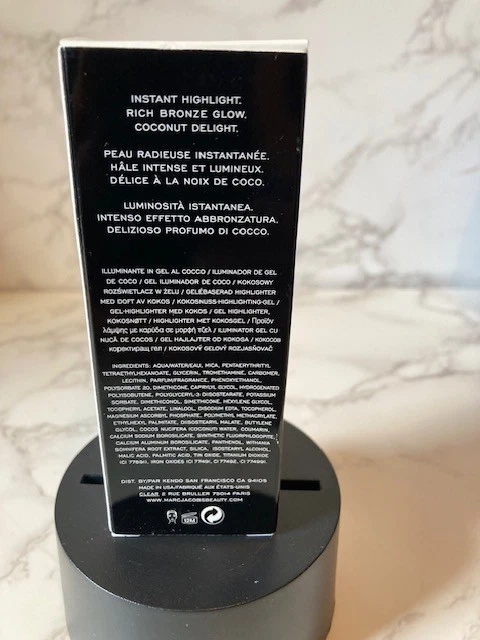 INSTANT HIGHLIGHT.
RICH BRONZE GLOW.
COCONUT DELIGHT.
PEAU RADIEUSE INSTANTANÉE.
HÂLE INTENSE ET LUMINEUX.
DÉLICE À LA NOIX DE COCO.
LUMINOSITÀ ISTANTANEA.
INTENSO EFFETTO ABBRONZATURA.
DELIZIOSO PROFUMO DI COCCO.
ILLUMINANTE IN GEL AL COCCO / ILUMINADOR DE GEL
DE COCO / GEL ILUMINADOR DE COCO / KOKOSOWY
ROZŚWIETLACZ W ŻELU / GELÉBASERAD HIGHLIGHTER
MED DOFT AV KOKOS / KOKOSNUSS-HIGHLIGHTING-GEL /
GEL-HIGHLIGHTER MED KOKOS / GEL HIGHLIGHTER,
KOKOSNØTT / HIGHLIGHTER MET KOKOSGEL / Προϊόν
λάμψης με καρύδα σε μορφή τζελ / ILUMINATOR GEL CU
NUCĂ DE COCOS / GEL HAJLAJTER OD KOKOSA / КОКОСОВ
коректиращ гел / KOKOSOVÝ GELOVÝ ROZJASŇOVAČ
INGREDIENTS: AQUA/WATER/EAU, MICA, PENTAERYTHRITYL
TETRAETHYLHEXANOATE, GLYCERIN, TROMETHAMINE, CARBOMER,
LECITHIN, PARFUM/FRAGRANCE, PHENOXYETHANOL,
POLYSORBATE 20, DIMETHICONE, CAPRYLYL GLYCOL, HYDROGENATED
POLYISOBUTENE, POLYGLYCERYL-3 DIISOSTEARATE, POTASSIUM
SORBATE, DIMETHICONOL, SIMETHICONE, HEXYLENE GLYCOL,
TOCOPHERYL ACETATE, LINALOOL, DISODIUM EDTA, TOCOPHEROL,
MAGNESIUM ASCORBYL PHOSPHATE, POLYMETHYL METHACRYLATE,
ETHYLHEXYL PALMITATE, DIISOSTEARYL MALATE, BUTYLENE
GLYCOL, COCOS NUCIFERA (COCONUT) WATER, COUMARIN,
CALCIUM SODIUM BOROSILICATE, SYNTHETIC FLUORPHLOGOPITE,
CALCIUM ALUMINUM BOROSILICATE, PANTHENOL, WITHANIA
SOMNIFERA ROOT EXTRACT, SILICA, ISOSTEARYL ALCOHOL,
MALIC ACID, PALMITIC ACID, TIN OXIDE, TITANIUM DIOXIDE
(CI 77891), IRON OXIDES (CI 77491, CI 77492, CI 77499).
DIST. BY/PAR KENDO SAN FRANCISCO CA 94105
MADE IN USA/FABRIQUÉ AUX ÉTATS-UNIS
CLEAR, 2 RUE BRULLER 75014 PARIS
WWW.MARCJACOBSBEAUTY.COM
12M